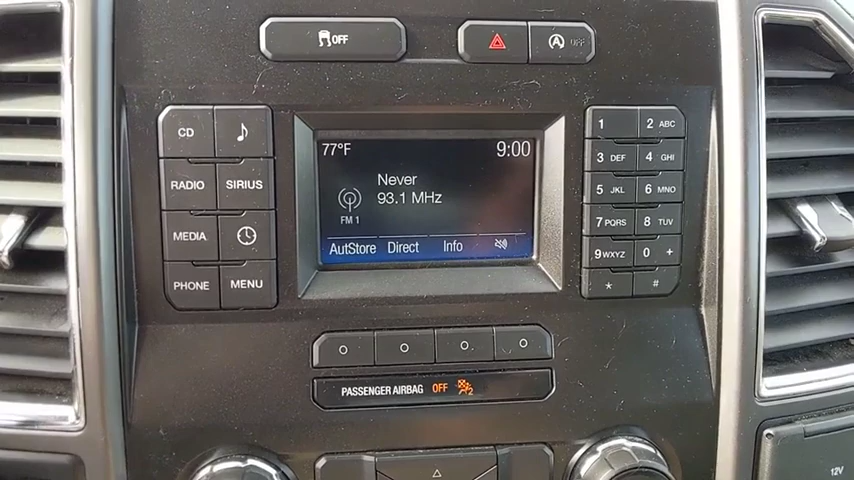 OFF
OFF
CD
RADIO SIRIUS
MEDIA
PHONE MENU
77°F 9:00
Never
93.1 MHz
FM 1
AutStore Direct Info
1 2 ABC
3 DEF 4 GHI
5 JKL 6 MNO
7 PQRS 8 TUV
9 WXYZ 0 +
* #
PASSENGER AIRBAG OFF 2
12V